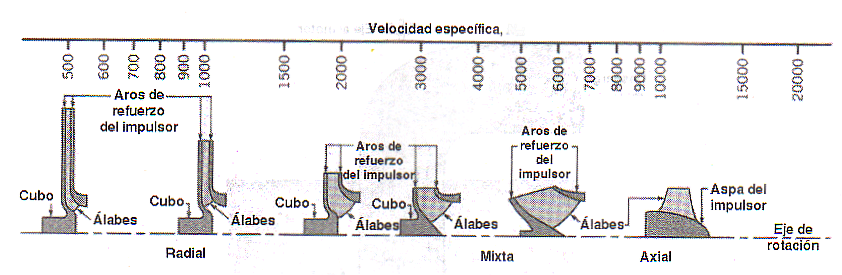 Velocidad específica,
500 600 700 800 900 1000 1500 2000 3000 4000 5000 6000 7000 8000 9000 10000 15000 20000
Aros de
refuerzo
del impulsor
Cubo
Álabes
Cubo
Álabes
Radial
Aros de
refuerzo
del impulsor
Cubo
Álabes
Cubo
Álabes
Mixta
Aros de
refuerzo
del
impulsor
Álabes
Aspa del
impulsor
Axial
Eje de
rotación